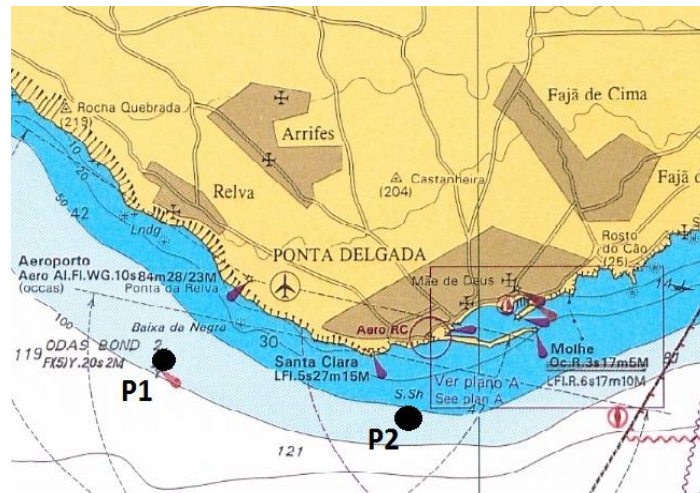 Rocha Quebrada
(219)
Arrifes
Fajã de Cima
Relva
Castanheira
(204)
Fajã d
20
10
50
42
Lndg
PONTA DELGADA
Rosto
do Cão
(25)
S
Mãe de Deus
14
Aeroporto
Aero Al.Fl.WG.10s84m28/23M
(occas)
Ponta da Relva
100
Baixa da Negra
30
Aero RC
119
ODAS BOND 2
Fl(5)Y.20s2M
Santa Clara
LFl.5s27m15M
Molhe
Oc.R.3s17m5M
LFl.R.6s17m10M
Ver plano A
See plan A
P1
S.Sh
P2
121